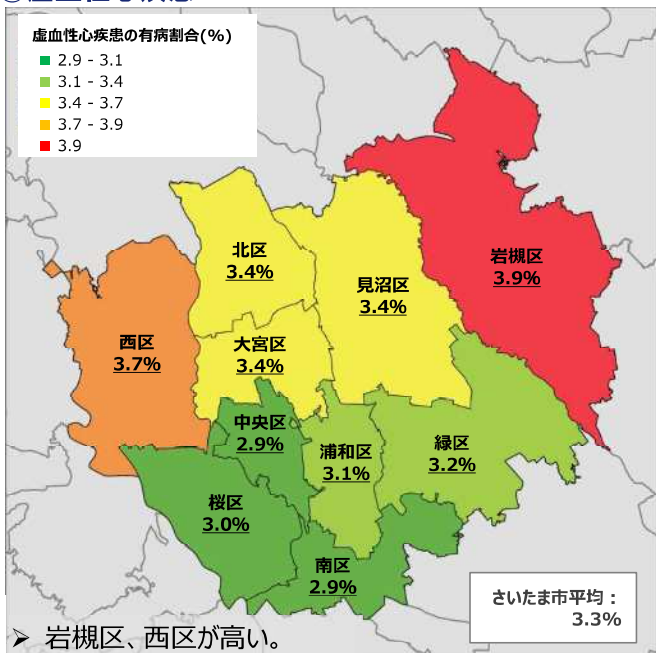 虚血性心疾患の有病割合(%)
2.9 - 3.1
3.1 - 3.4
3.4 - 3.7
3.7 - 3.9
3.9
北区
3.4%
見沼区
3.4%
岩槻区
3.9%
西区
3.7%
大宮区
3.4%
中央区
2.9%
浦和区
3.1%
緑区
3.2%
桜区
3.0%
南区
2.9%
さいたま市平均：
3.3%
➢ 岩槻区、西区が高い。